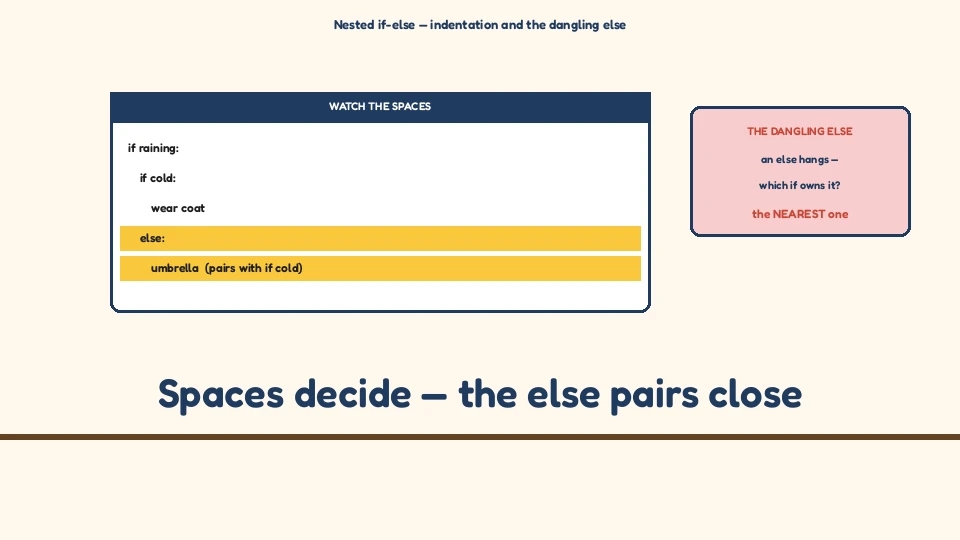 Nested if-else — indentation and the dangling else
WATCH THE SPACES
if raining:
if cold:
wear coat
else:
umbrella (pairs with if cold)
THE DANGLING ELSE
an else hangs —
which if owns it?
the NEAREST one
Spaces decide — the else pairs close